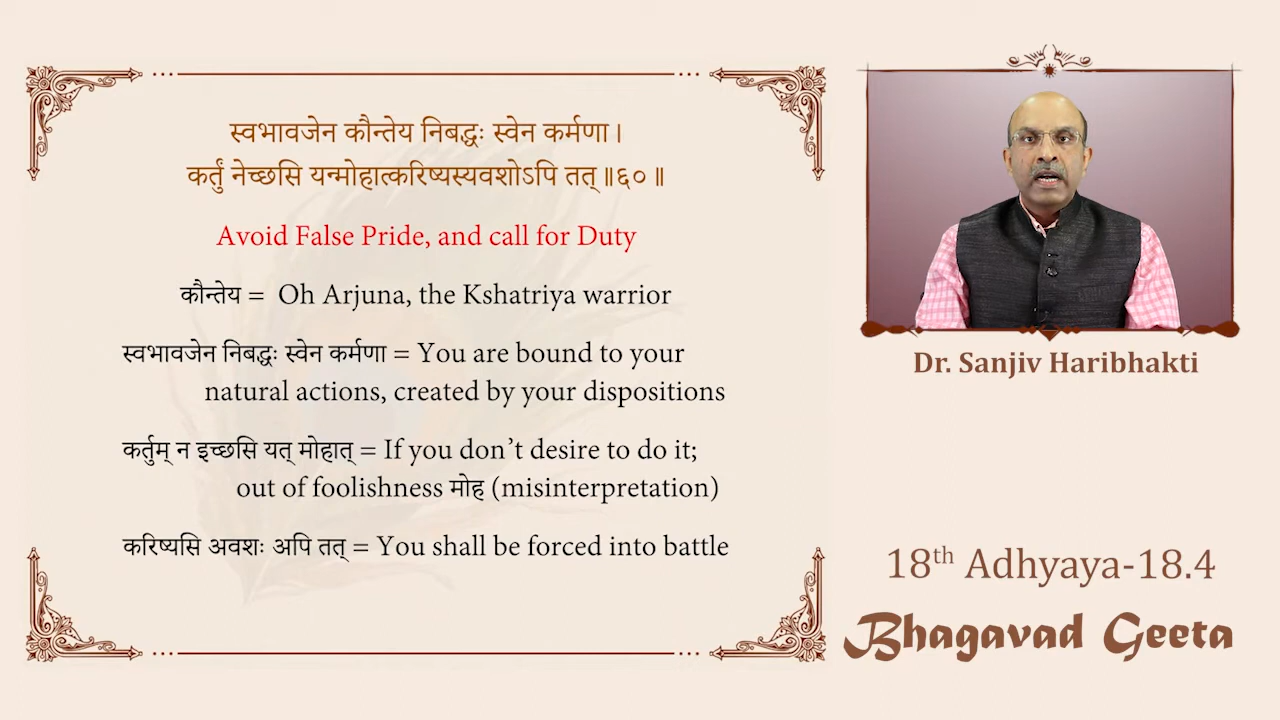 स्वभावजेन कौन्तेय निबद्धः स्वेन कर्मणा।
कर्तुं नेच्छसि यन्मोहात्करिष्यस्यवशोऽपि तत्॥६०॥
Avoid False Pride, and call for Duty
कौन्तेय = Oh Arjuna, the Kshatriya warrior
स्वभावजेन निबद्धः स्वेन कर्मणा = You are bound to your
natural actions, created by your dispositions
कर्तुम् न इच्छसि यत् मोहात् = If you don’t desire to do it;
out of foolishness मोह (misinterpretation)
करिष्यसि अवशः अपि तत् = You shall be forced into battle
Dr. Sanjiv Haribhakti
18th Adhyaya-18.4
Bhagavad Geeta